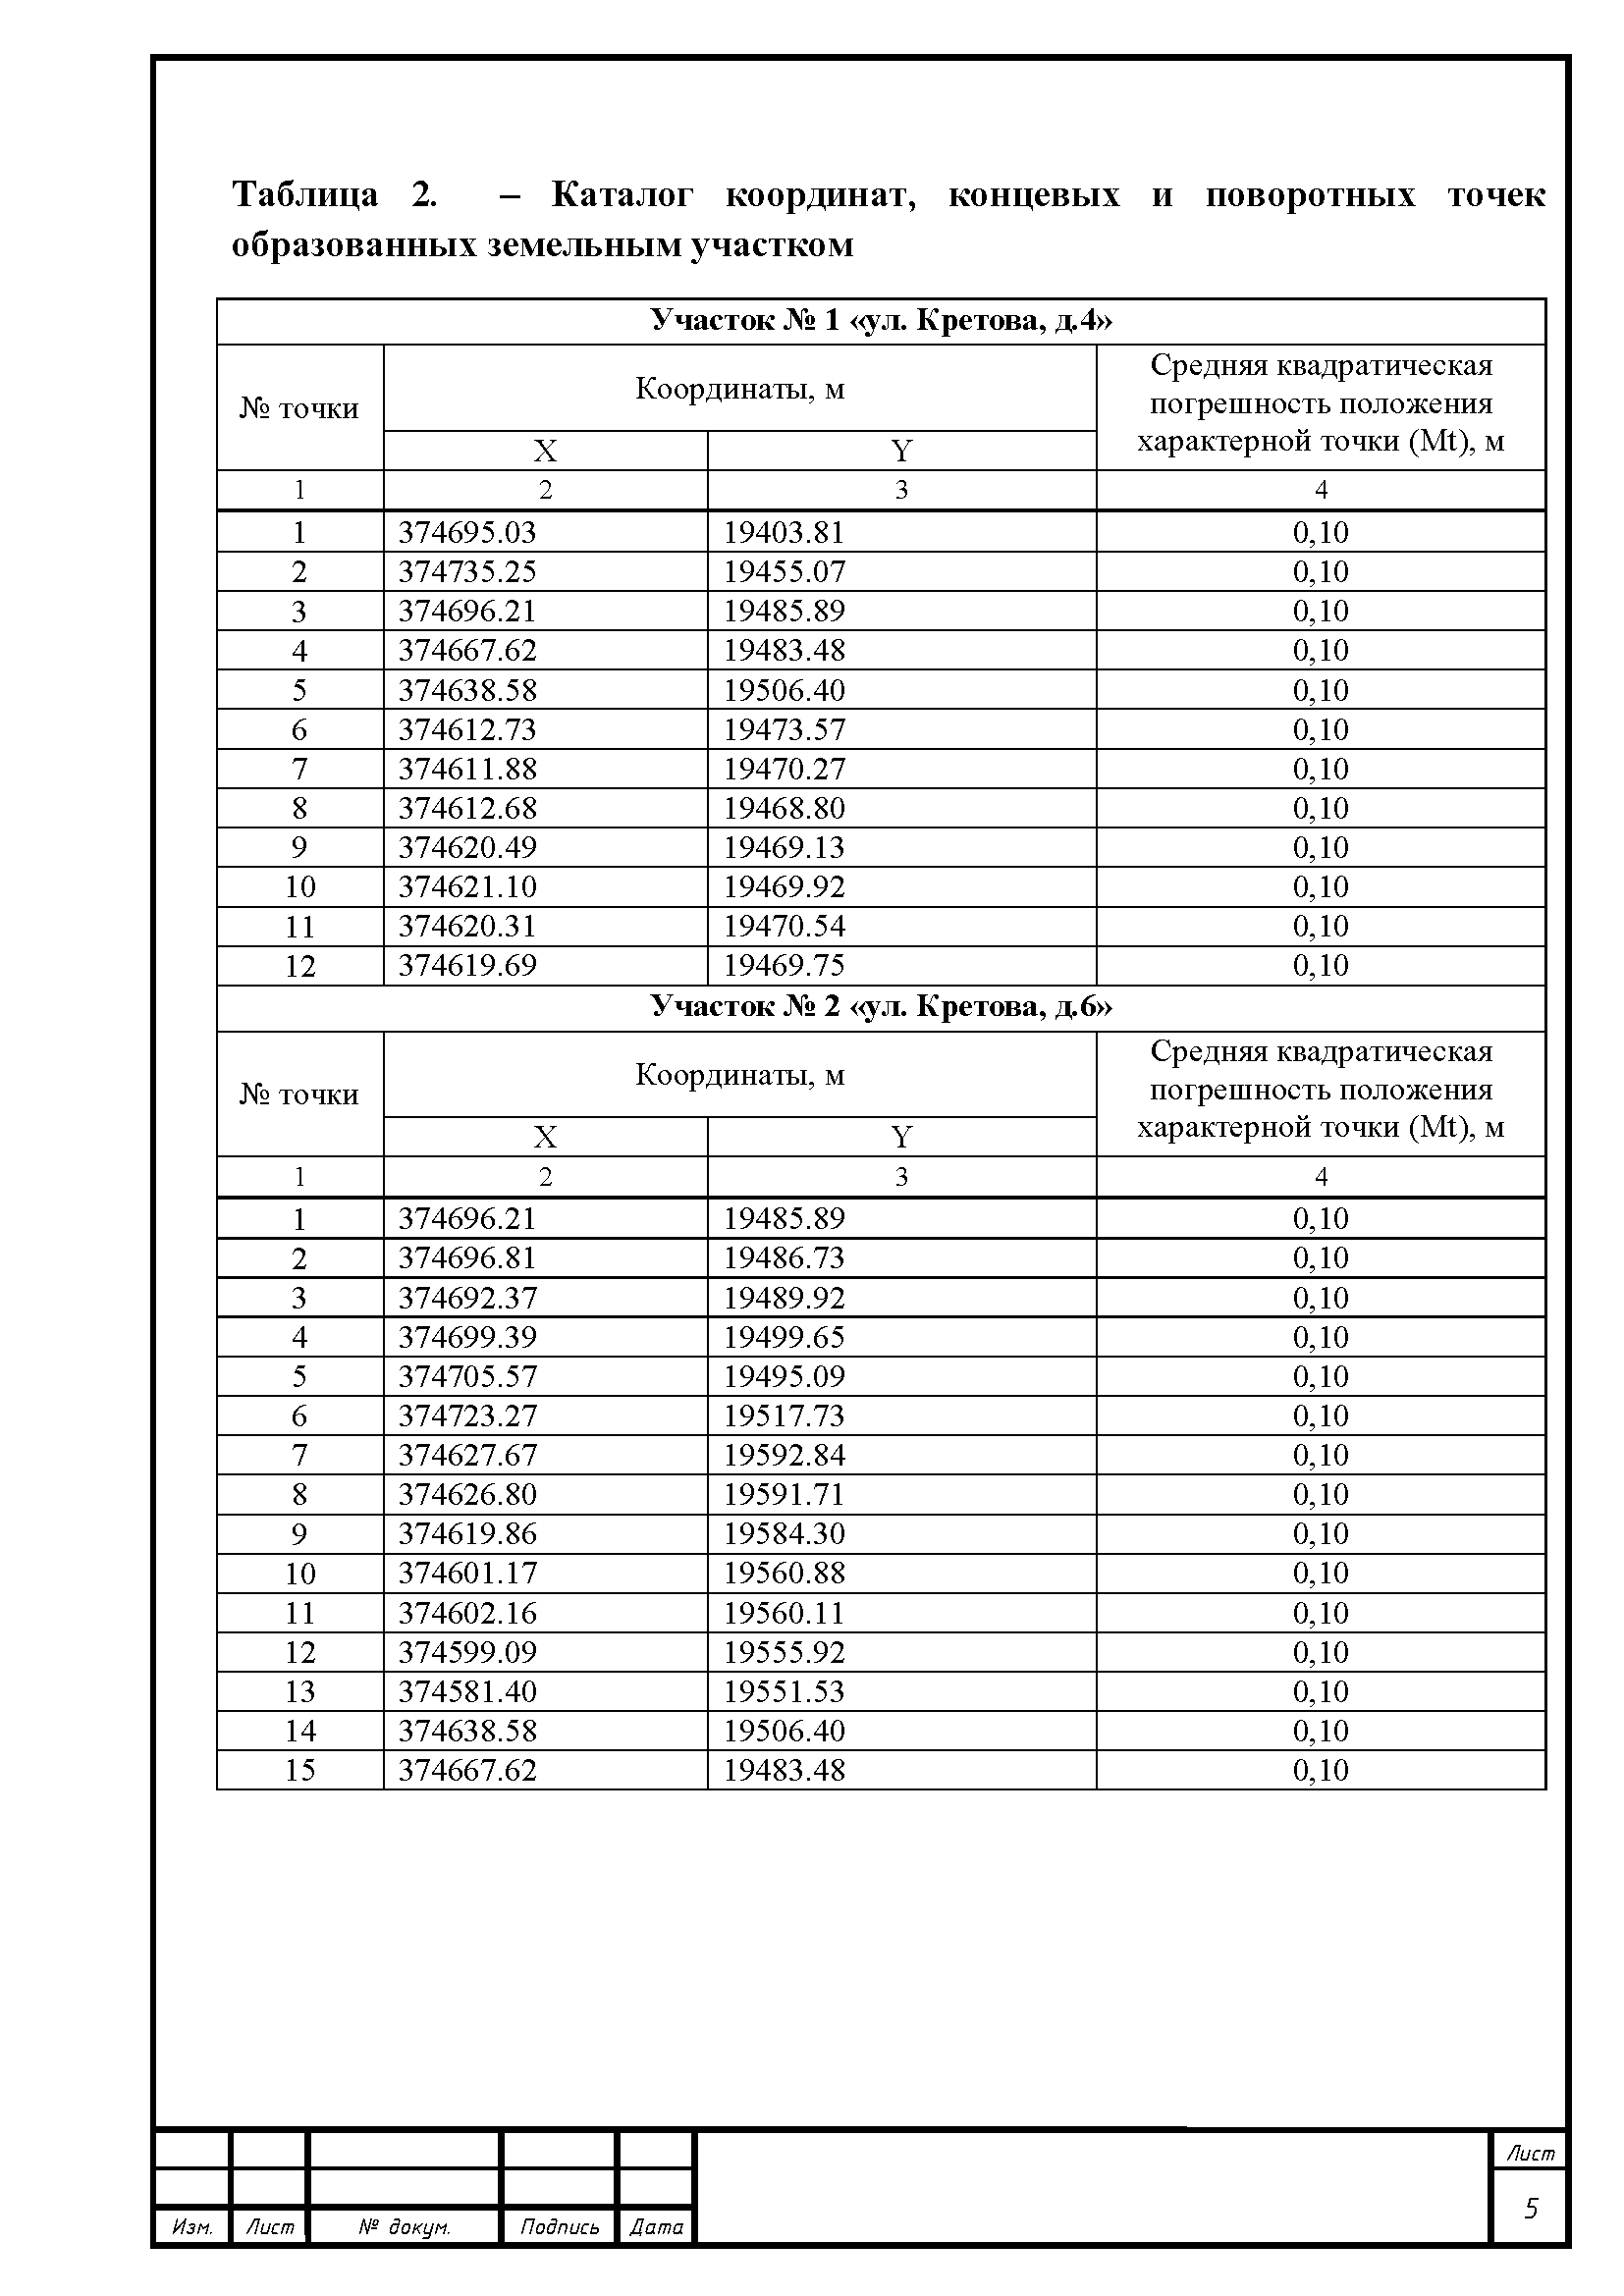 Таблица 2. – Каталог координат, концевых и поворотных точек
образованных земельным участком
Участок № 1 «ул. Кретова, д.4»
№ точки
Координаты, м
Средняя квадратическая
погрешность положения
характерной точки (Mt), м
X Y
1 2 3 4
1 374695.03 19403.81 0,10
2 374735.25 19455.07 0,10
3 374696.21 19485.89 0,10
4 374667.62 19483.48 0,10
5 374638.58 19506.40 0,10
6 374612.73 19473.57 0,10
7 374611.88 19470.27 0,10
8 374612.68 19468.80 0,10
9 374620.49 19469.13 0,10
10 374621.10 19469.92 0,10
11 374620.31 19470.54 0,10
12 374619.69 19469.75 0,10
Участок № 2 «ул. Кретова, д.6»
№ точки
Координаты, м
Средняя квадратическая
погрешность положения
характерной точки (Mt), м
X Y
1 2 3 4
1 374696.21 19485.89 0,10
2 374696.81 19486.73 0,10
3 374692.37 19489.92 0,10
4 374699.39 19499.65 0,10
5 374705.57 19495.09 0,10
6 374723.27 19517.73 0,10
7 374627.67 19592.84 0,10
8 374626.80 19591.71 0,10
9 374619.86 19584.30 0,10
10 374601.17 19560.88 0,10
11 374602.16 19560.11 0,10
12 374599.09 19555.92 0,10
13 374581.40 19551.53 0,10
14 374638.58 19506.40 0,10
15 374667.62 19483.48 0,10
Лист
5
Изм. Лист № докум. Подпись Дата